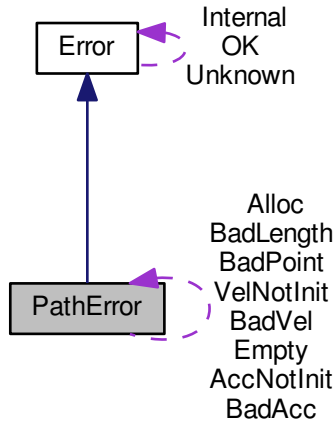 Error
Internal
OK
Unknown
PathError
Alloc
BadLength
BadPoint
VelNotInit
BadVel
Empty
AccNotInit
BadAcc